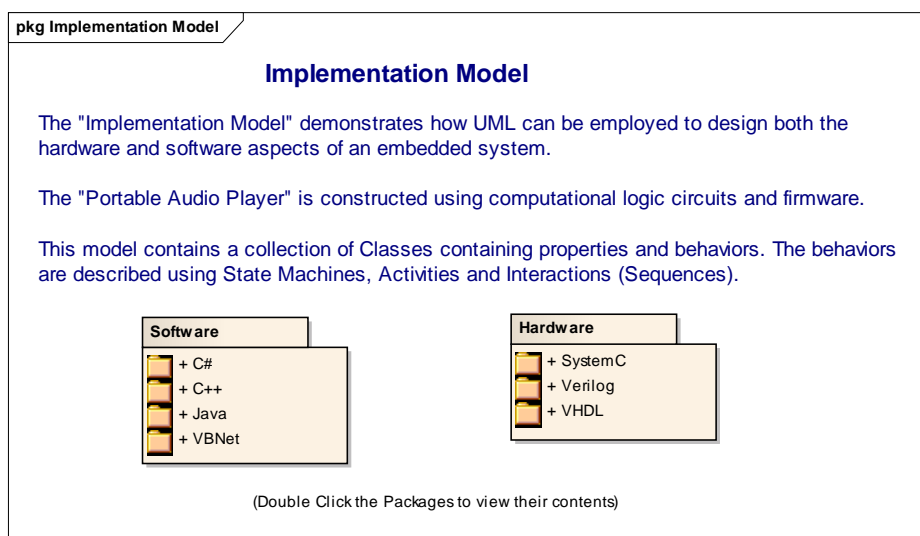 pkg Implementation Model
Implementation Model
The "Implementation Model" demonstrates how UML can be employed to design both the
hardware and software aspects of an embedded system.
The "Portable Audio Player" is constructed using computational logic circuits and firmware.
This model contains a collection of Classes containing properties and behaviors. The behaviors
are described using State Machines, Activities and Interactions (Sequences).
Software
+ C#
+ C++
+ Java
+ VBNet
Hardware
+ SystemC
+ Verilog
+ VHDL
(Double Click the Packages to view their contents)